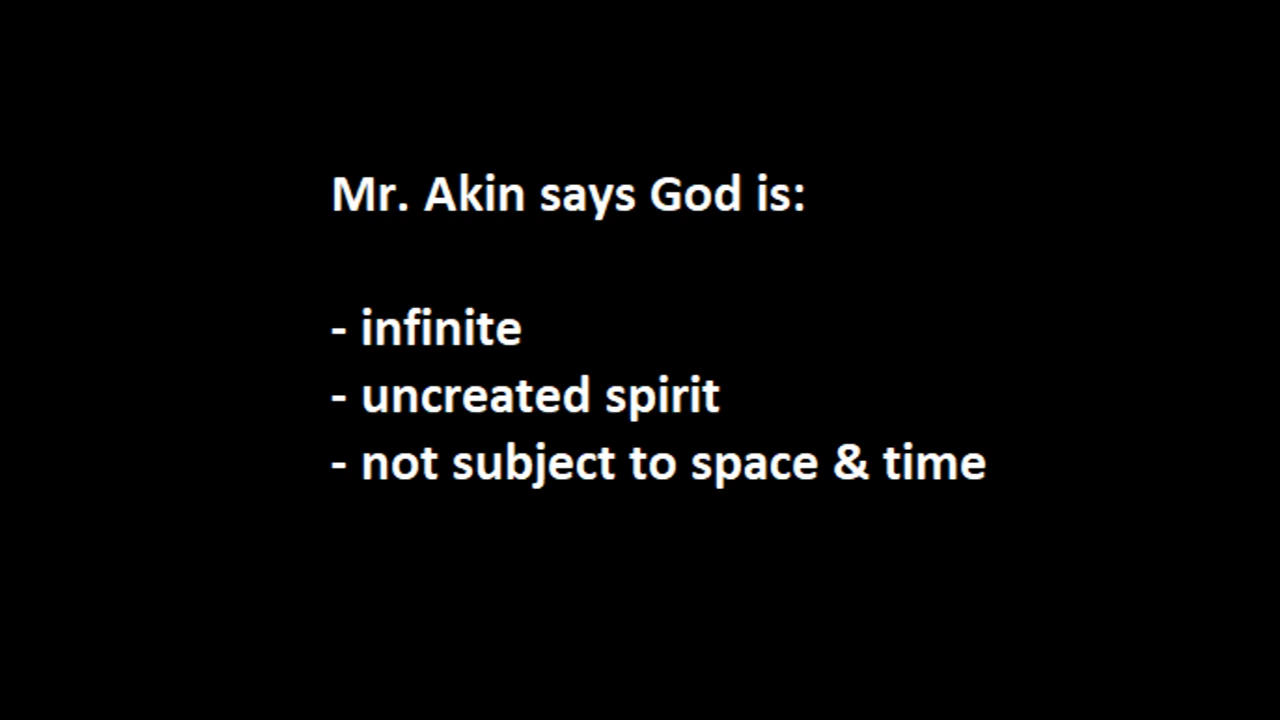 Mr. Akin says God is:
- infinite
- uncreated spirit
- not subject to space & time